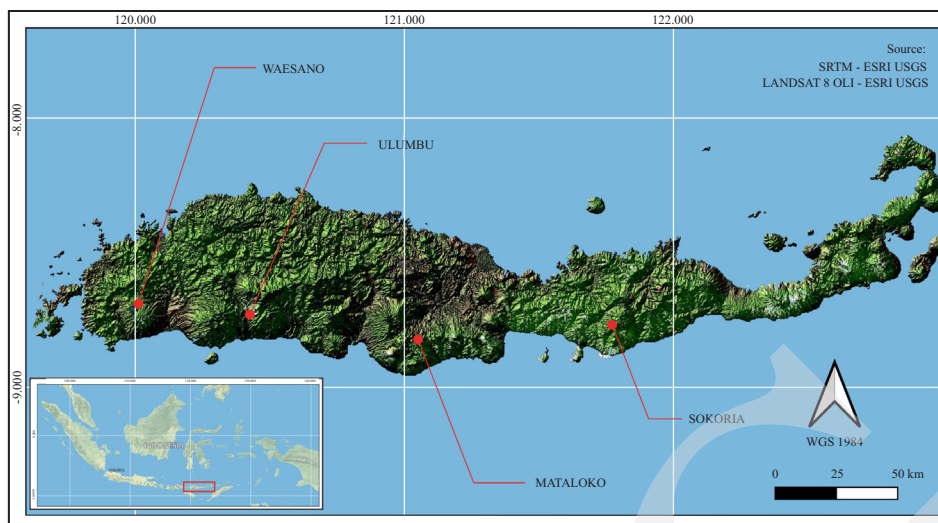 120.000
121.000
122.000
Source:
SRTM - ESRI USGS
LANDSAT 8 OLI - ESRI USGS
WAESANO
ULUMBU
-8.000
-9.000
SOKORIA
WGS 1984
MATALOKO
0
25
50 km
INDONESIA